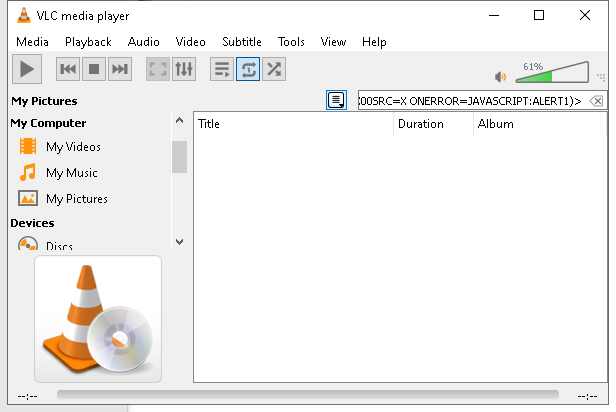 VLC media player
Media Playback Audio Video Subtitle Tools View Help
61%
My Pictures
X00SRC=X ONERROR=JAVASCRIPT:ALERT1)>
Title Duration Album
My Computer
My Videos
My Music
My Pictures
Devices
Discs
--:-- --:--